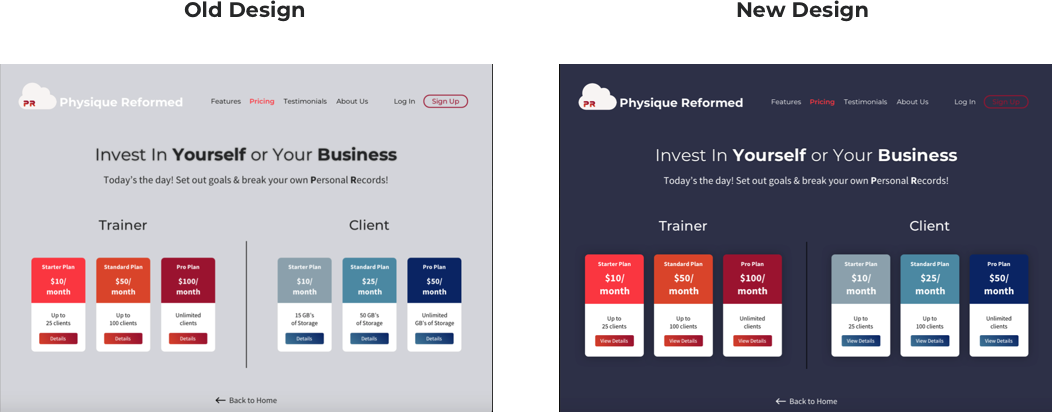 Old Design
New Design
PR
Physique Reformed
Features Pricing Testimonials About Us Log In Sign Up
Invest In Yourself or Your Business
Today's the day! Set out goals & break your own Personal Records!
Trainer
Client
Starter Plan
$10/
month
Up to
25 clients
Details
Standard Plan
$50/
month
Up to
100 clients
Details
Pro Plan
$100/
month
Unlimited
clients
Details
Starter Plan
$10/
month
15 GB's
of Storage
Details
Standard Plan
$25/
month
50 GB's
of Storage
Details
Pro Plan
$50/
month
Unlimited
GB's of Storage
Details
Back to Home
PR
Physique Reformed
Features Pricing Testimonials About Us Log In Sign Up
Invest In Yourself or Your Business
Today's the day! Set out goals & break your own Personal Records!
Trainer
Client
Starter Plan
$10/
month
Up to
25 clients
View Details
Standard Plan
$50/
month
Up to
100 clients
View Details
Pro Plan
$100/
month
Unlimited
clients
View Details
Starter Plan
$10/
month
Up to
25 clients
View Details
Standard Plan
$25/
month
Up to
100 clients
View Details
Pro Plan
$50/
month
Unlimited
clients
View Details
Back to Home